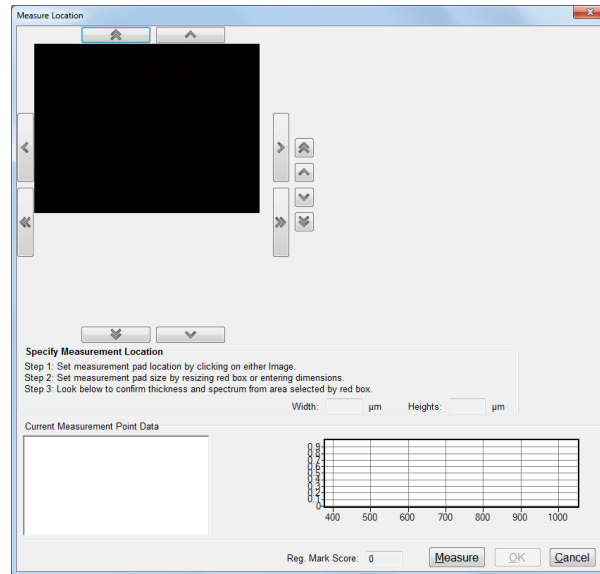 Measure Location
Specify Measurement Location
Step 1: Set measurement pad location by clicking on either Image.
Step 2: Set measurement pad size by resizing red box or entering dimensions.
Step 3: Look below to confirm thickness and spectrum from area selected by red box.
Width: µm Heights: µm
Current Measurement Point Data
0.9
0.8
0.7
0.6
0.5
0.4
0.3
0.2
0.1
0
400 500 600 700 800 900 1000
Reg. Mark Score: 0 Measure OK Cancel